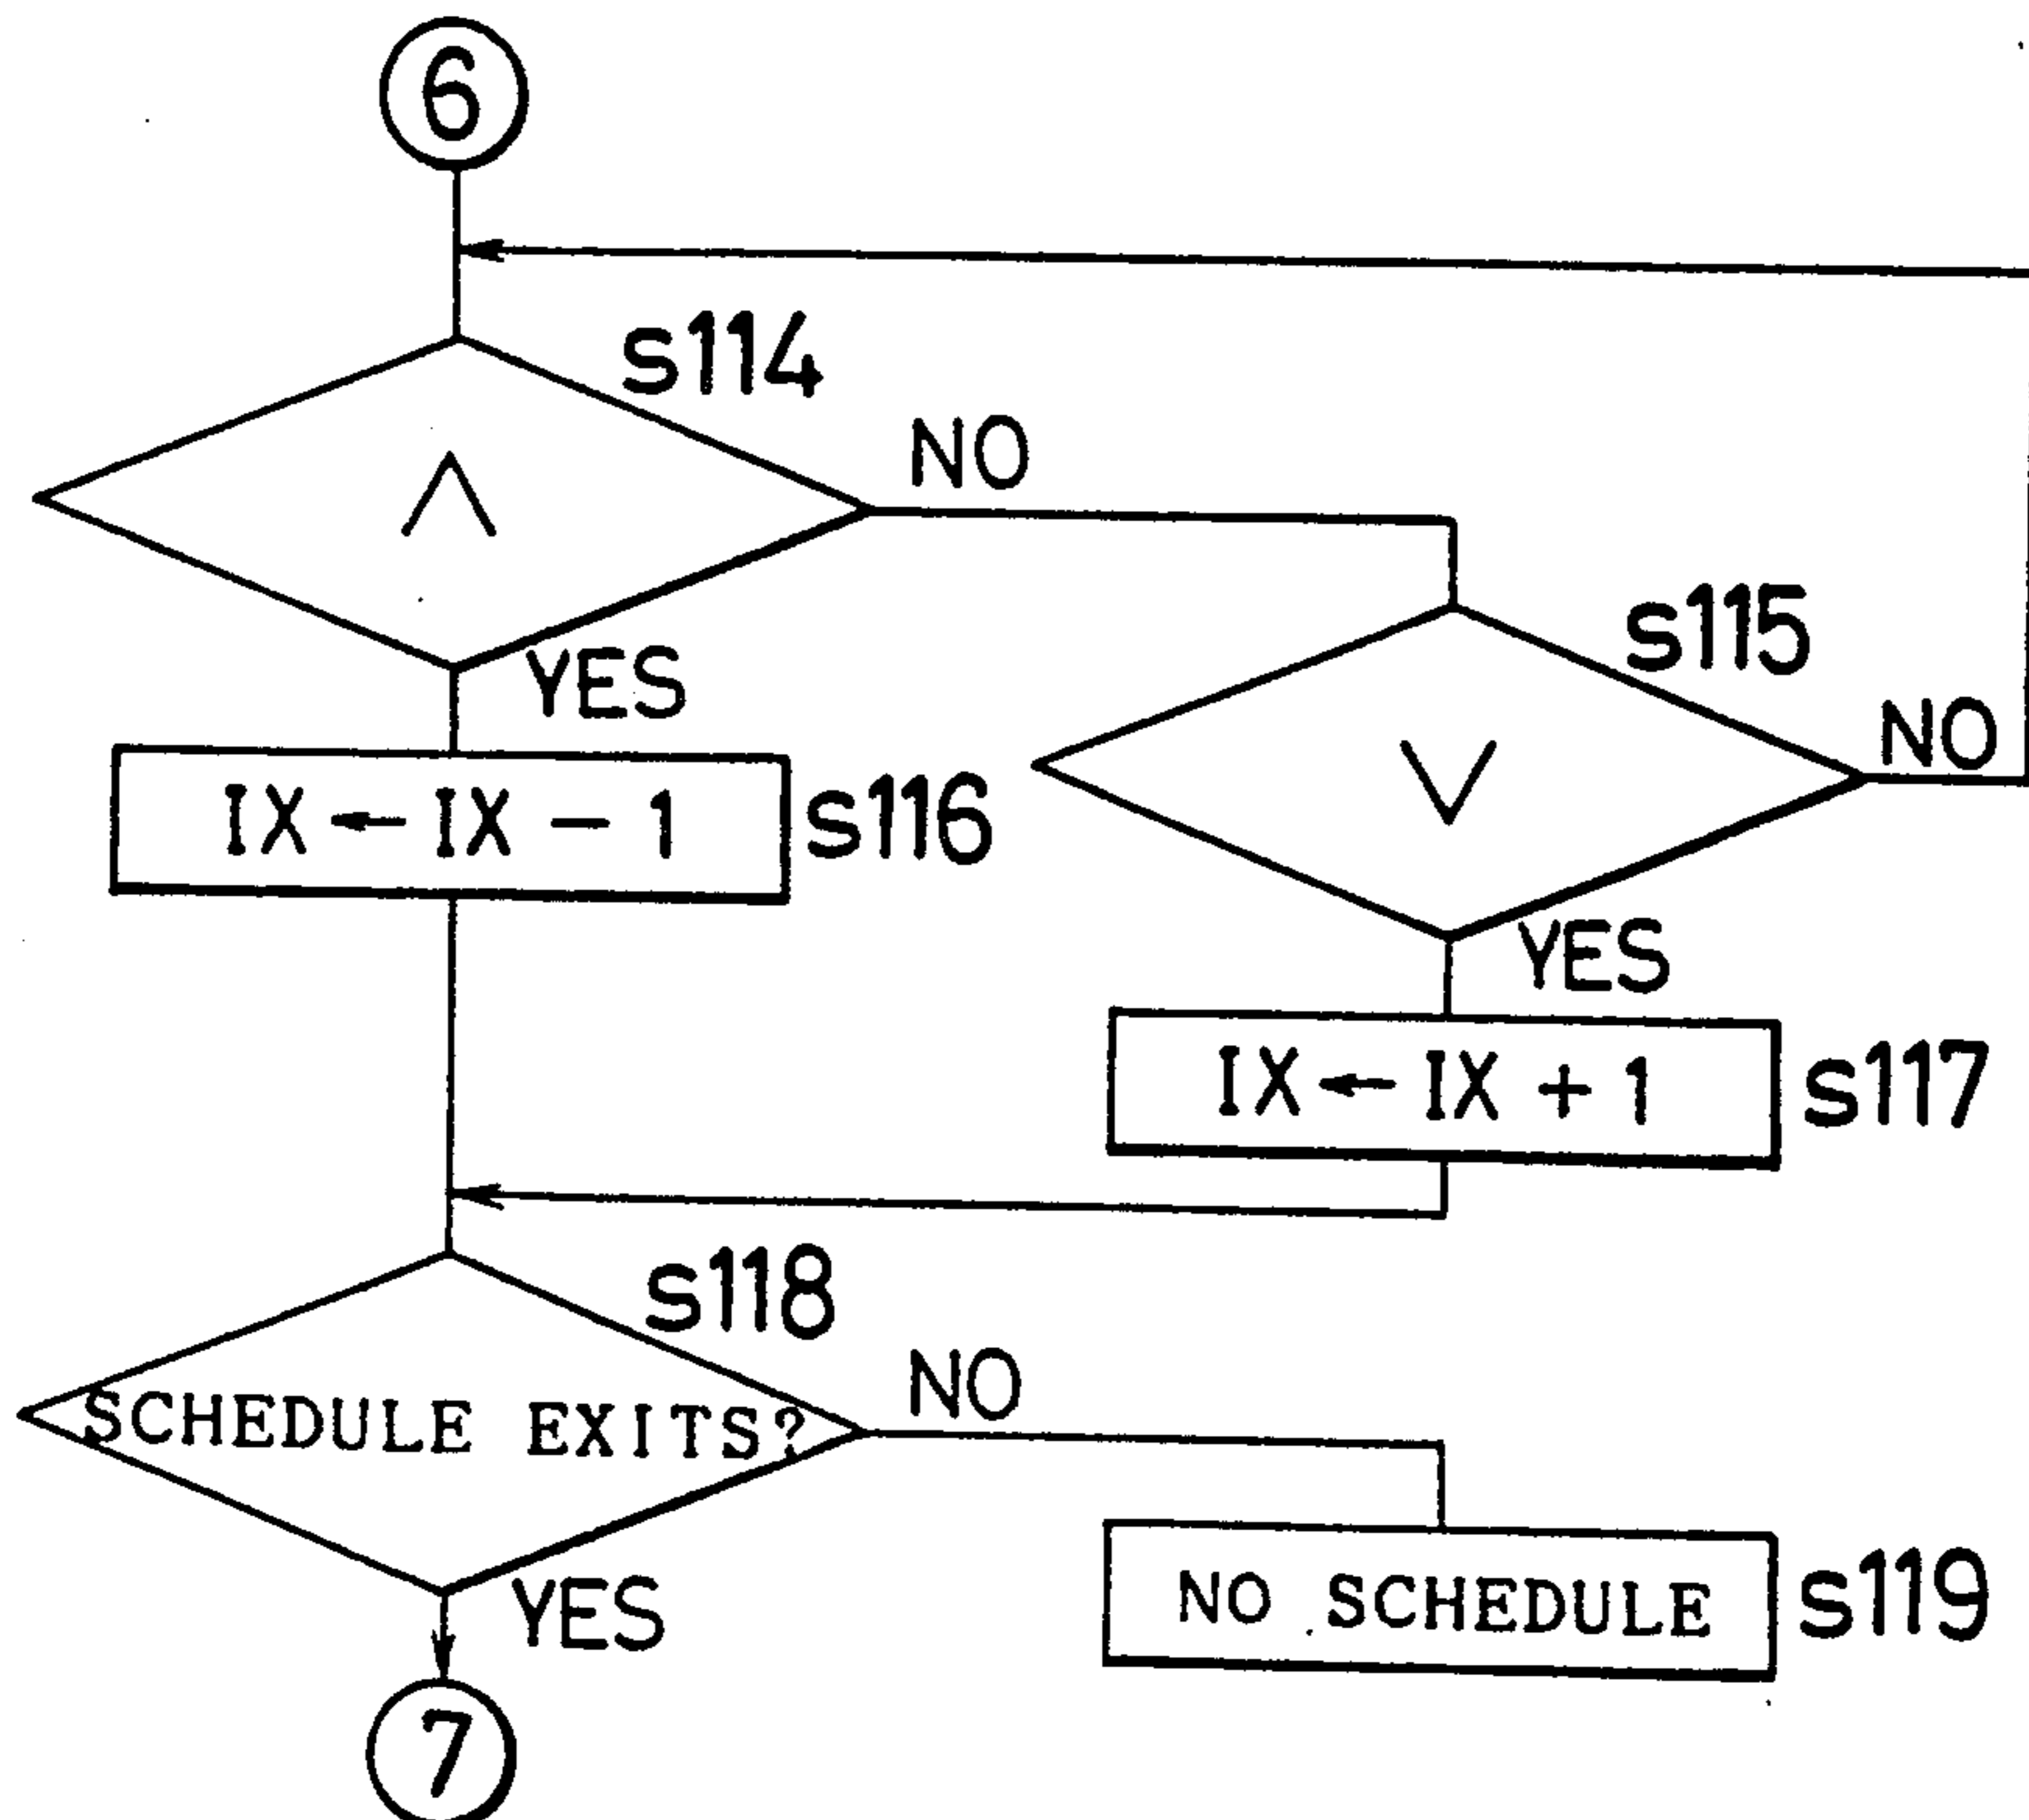 6
s114
∧
NO
YES
s115
∨
NO
IX ← IX − 1
s116
YES
IX ← IX + 1
s117
s118
SCHEDULE EXITS?
NO
YES
NO SCHEDULE
s119
7